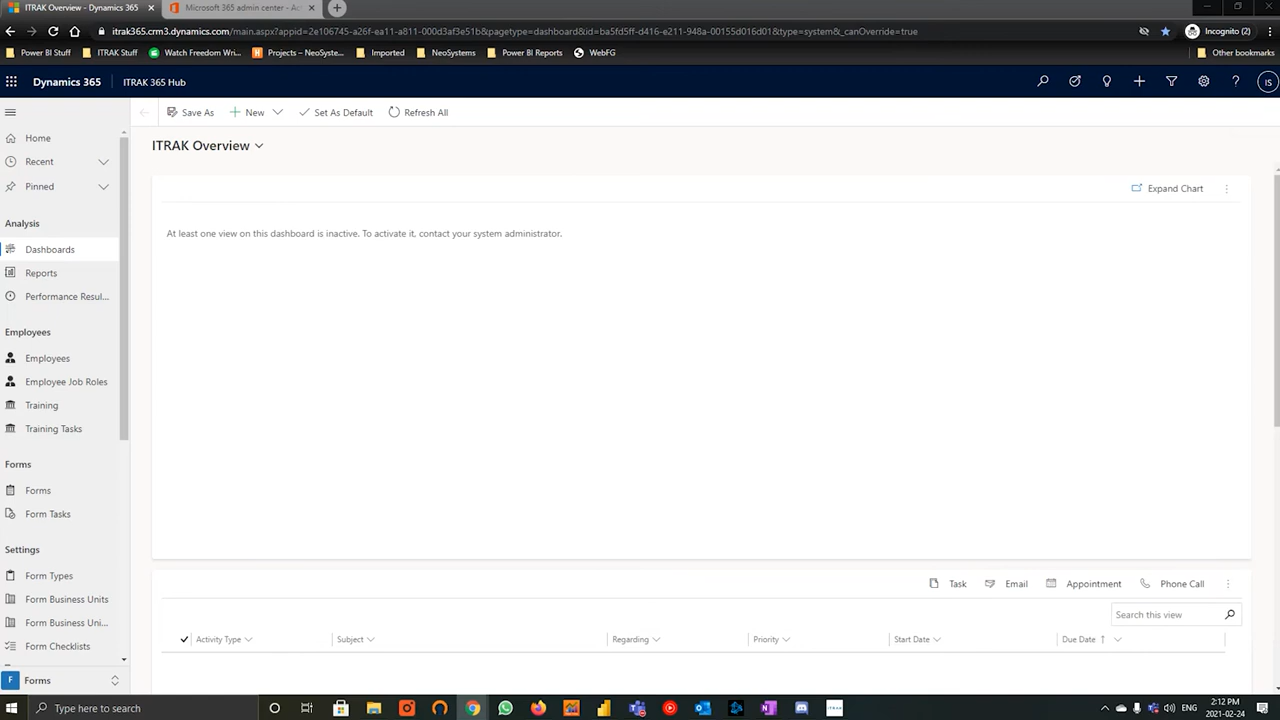 ITRAK Overview - Dynamics 365
Microsoft 365 admin center - Ac
itrak365.crm3.dynamics.com/main.aspx?appid=2e106745-a26f-ea11-a811-000d3af3e51b&pagetype=dashboard&id=ba5fd5ff-d416-e211-948a-00155d016d01&type=system&_canOverride=true
Incognito (2)
Power BI Stuff
ITRAK Stuff
Watch Freedom Wri...
Projects – NeoSyste...
Imported
NeoSystems
Power BI Reports
WebFG
Other bookmarks
Dynamics 365
ITRAK 365 Hub
IS
Save As
New
Set As Default
Refresh All
Home
Recent
Pinned
Analysis
Dashboards
Reports
Performance Resul...
Employees
Employees
Employee Job Roles
Training
Training Tasks
Forms
Forms
Form Tasks
Settings
Form Types
Form Business Units
Form Business Uni...
Form Checklists
Forms
ITRAK Overview
Expand Chart
At least one view on this dashboard is inactive. To activate it, contact your system administrator.
Task
Email
Appointment
Phone Call
Search this view
Activity Type
Subject
Regarding
Priority
Start Date
Due Date
Type here to search
ENG
2:12 PM
2021-02-24